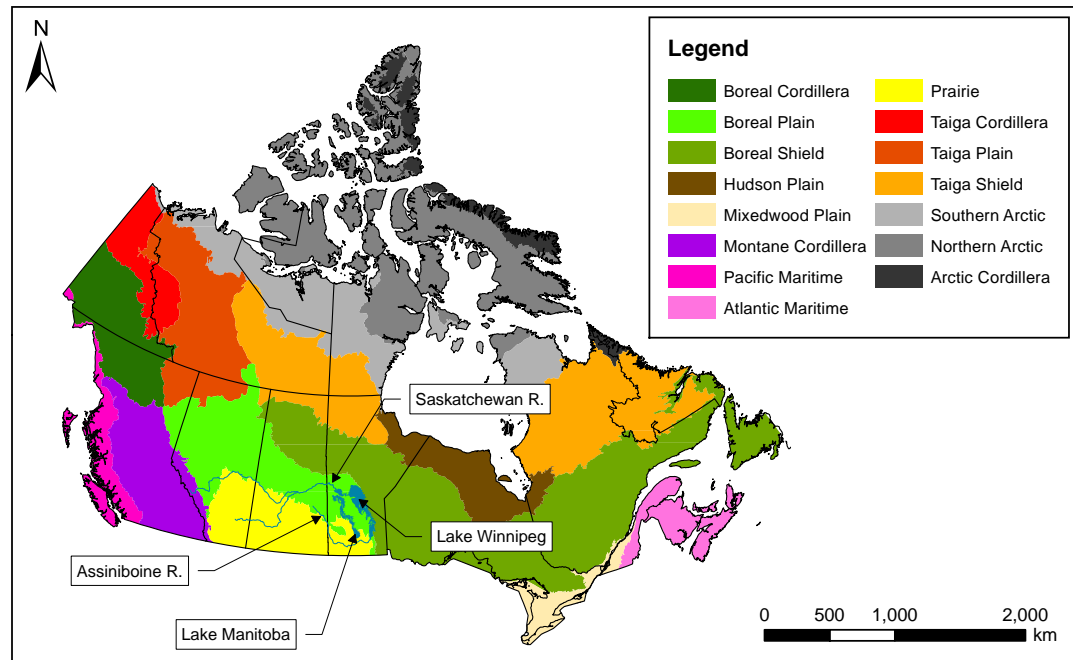 N
Legend
Boreal Cordillera
Boreal Plain
Boreal Shield
Hudson Plain
Mixedwood Plain
Montane Cordillera
Pacific Maritime
Atlantic Maritime
Prairie
Taiga Cordillera
Taiga Plain
Taiga Shield
Southern Arctic
Northern Arctic
Arctic Cordillera
Saskatchewan R.
Lake Winnipeg
Assiniboine R.
Lake Manitoba
0 500 1,000 2,000
km